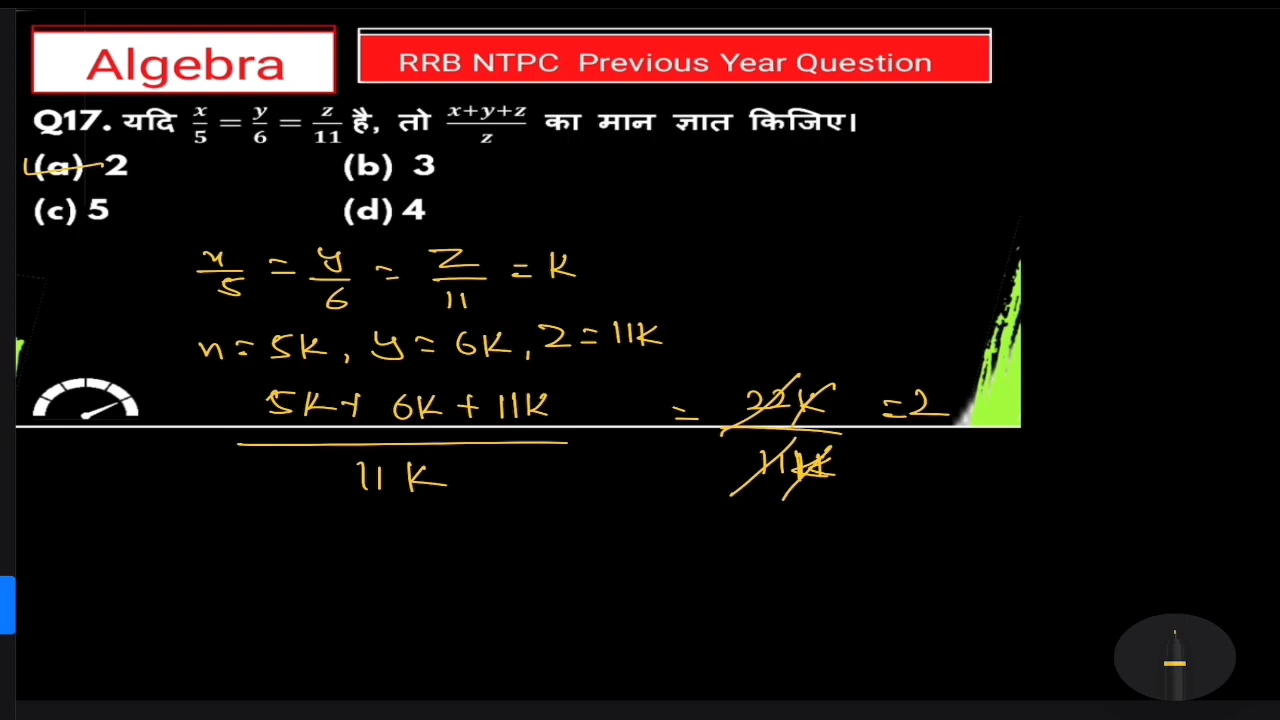 Algebra
RRB NTPC Previous Year Question
Q17. यदि x/5 = y/6 = z/11 है, तो x+y+z/z का मान ज्ञात किजिए।
(a) 2 (b) 3
(c) 5 (d) 4
x/5 = y/6 = z/11 = K
x = 5K, y = 6K, z = 11K
5K + 6K + 11K / 11K = 22K / 11K = 2